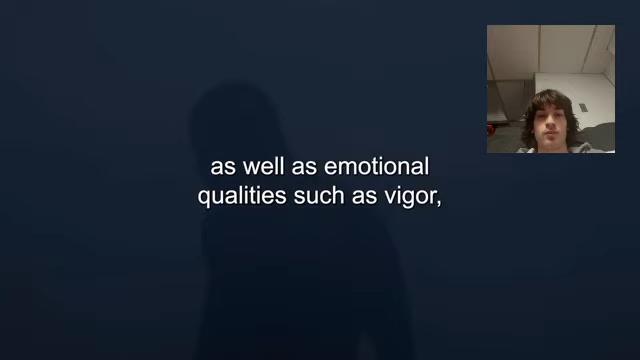 as well as emotional
qualities such as vigor,